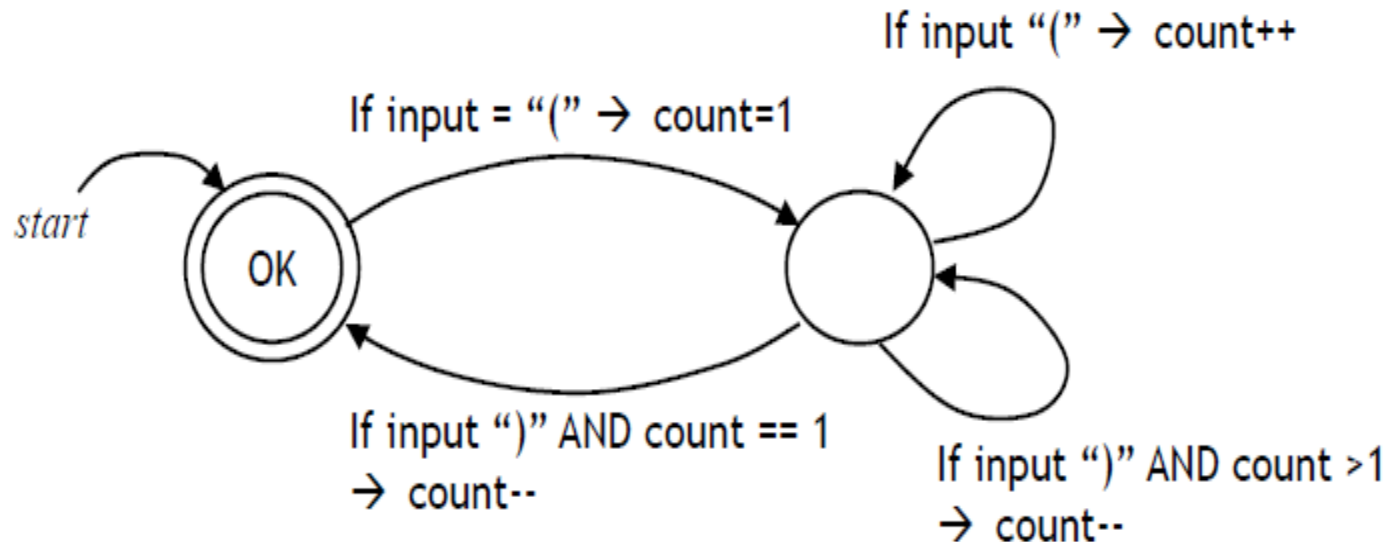 If input “(” → count++
If input = “(” → count=1
start
OK
If input “)” AND count == 1
→ count--
If input “)” AND count >1
→ count--